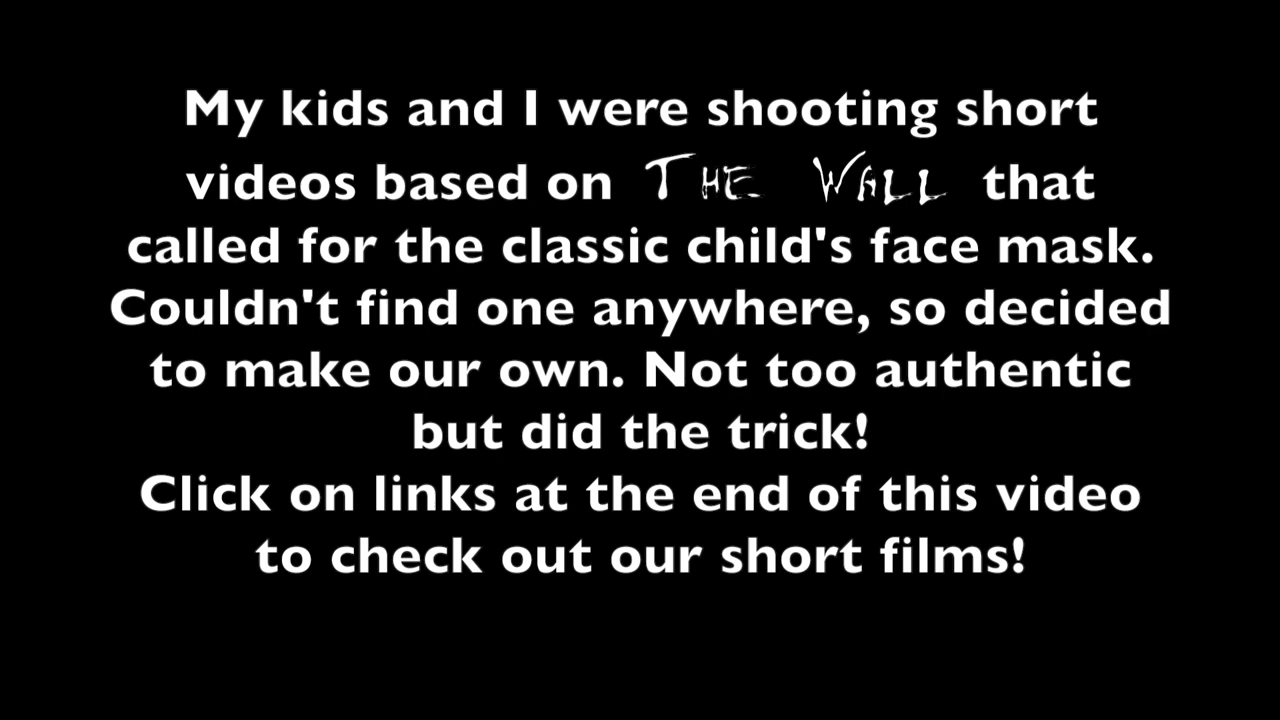 My kids and I were shooting short
videos based on THE WALL that
called for the classic child's face mask.
Couldn't find one anywhere, so decided
to make our own. Not too authentic
but did the trick!
Click on links at the end of this video
to check out our short films!